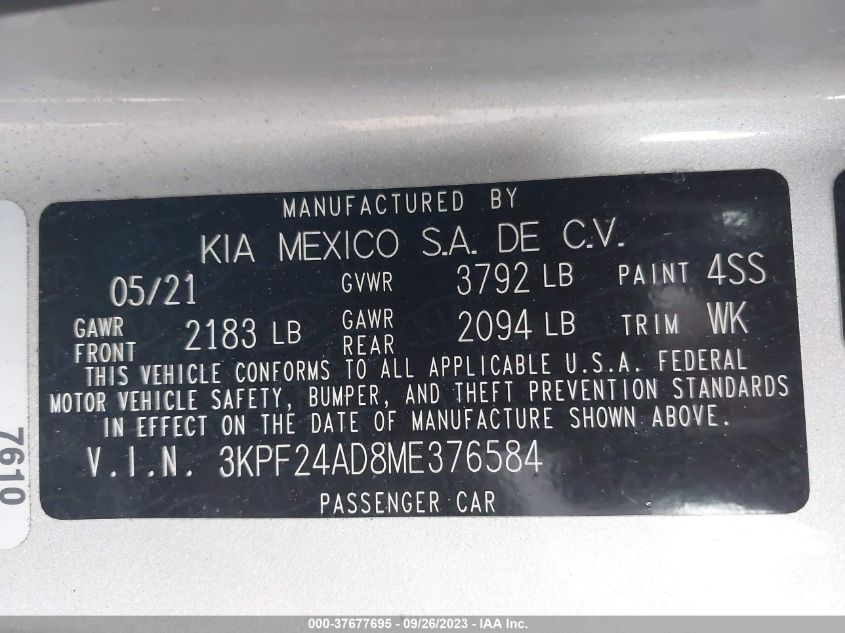 MANUFACTURED BY
KIA MEXICO S.A. DE C.V.
05/21 GVWR 3792 LB PAINT 4SS
GAWR FRONT 2183 LB GAWR REAR 2094 LB TRIM WK
THIS VEHICLE CONFORMS TO ALL APPLICABLE U.S.A. FEDERAL
MOTOR VEHICLE SAFETY, BUMPER, AND THEFT PREVENTION STANDARDS
IN EFFECT ON THE DATE OF MANUFACTURE SHOWN ABOVE.
V.I.N. 3KPF24AD8ME376584
PASSENGER CAR
7610
000-37677695 - 09/26/2023 - IAA Inc.